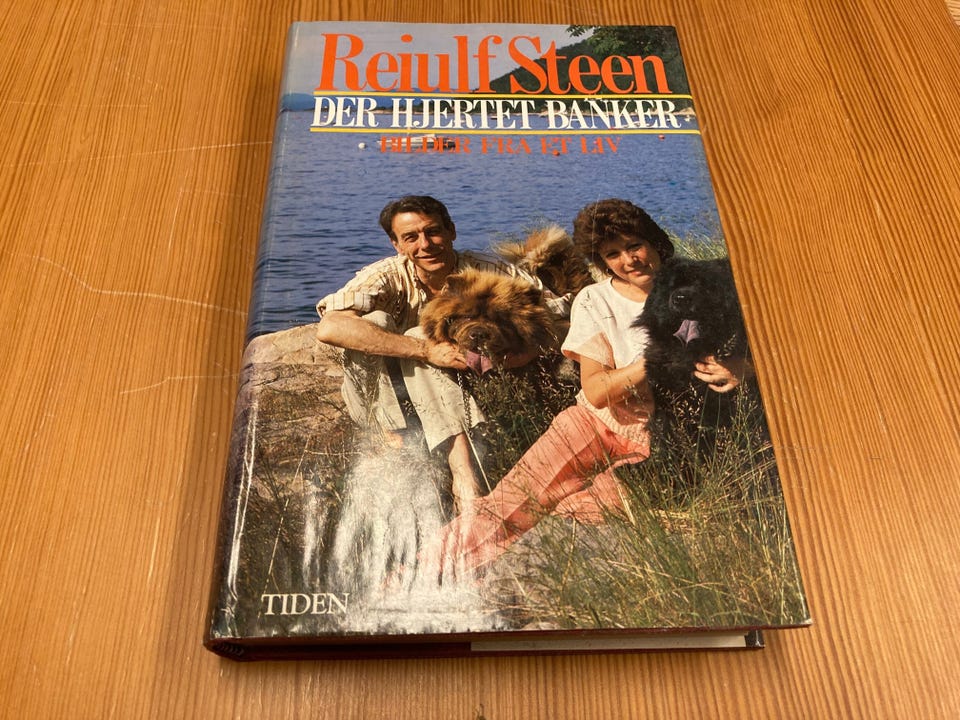 Reiulf Steen
DER HJERTET BANKER
BILDER FRA ET LIV
TIDEN